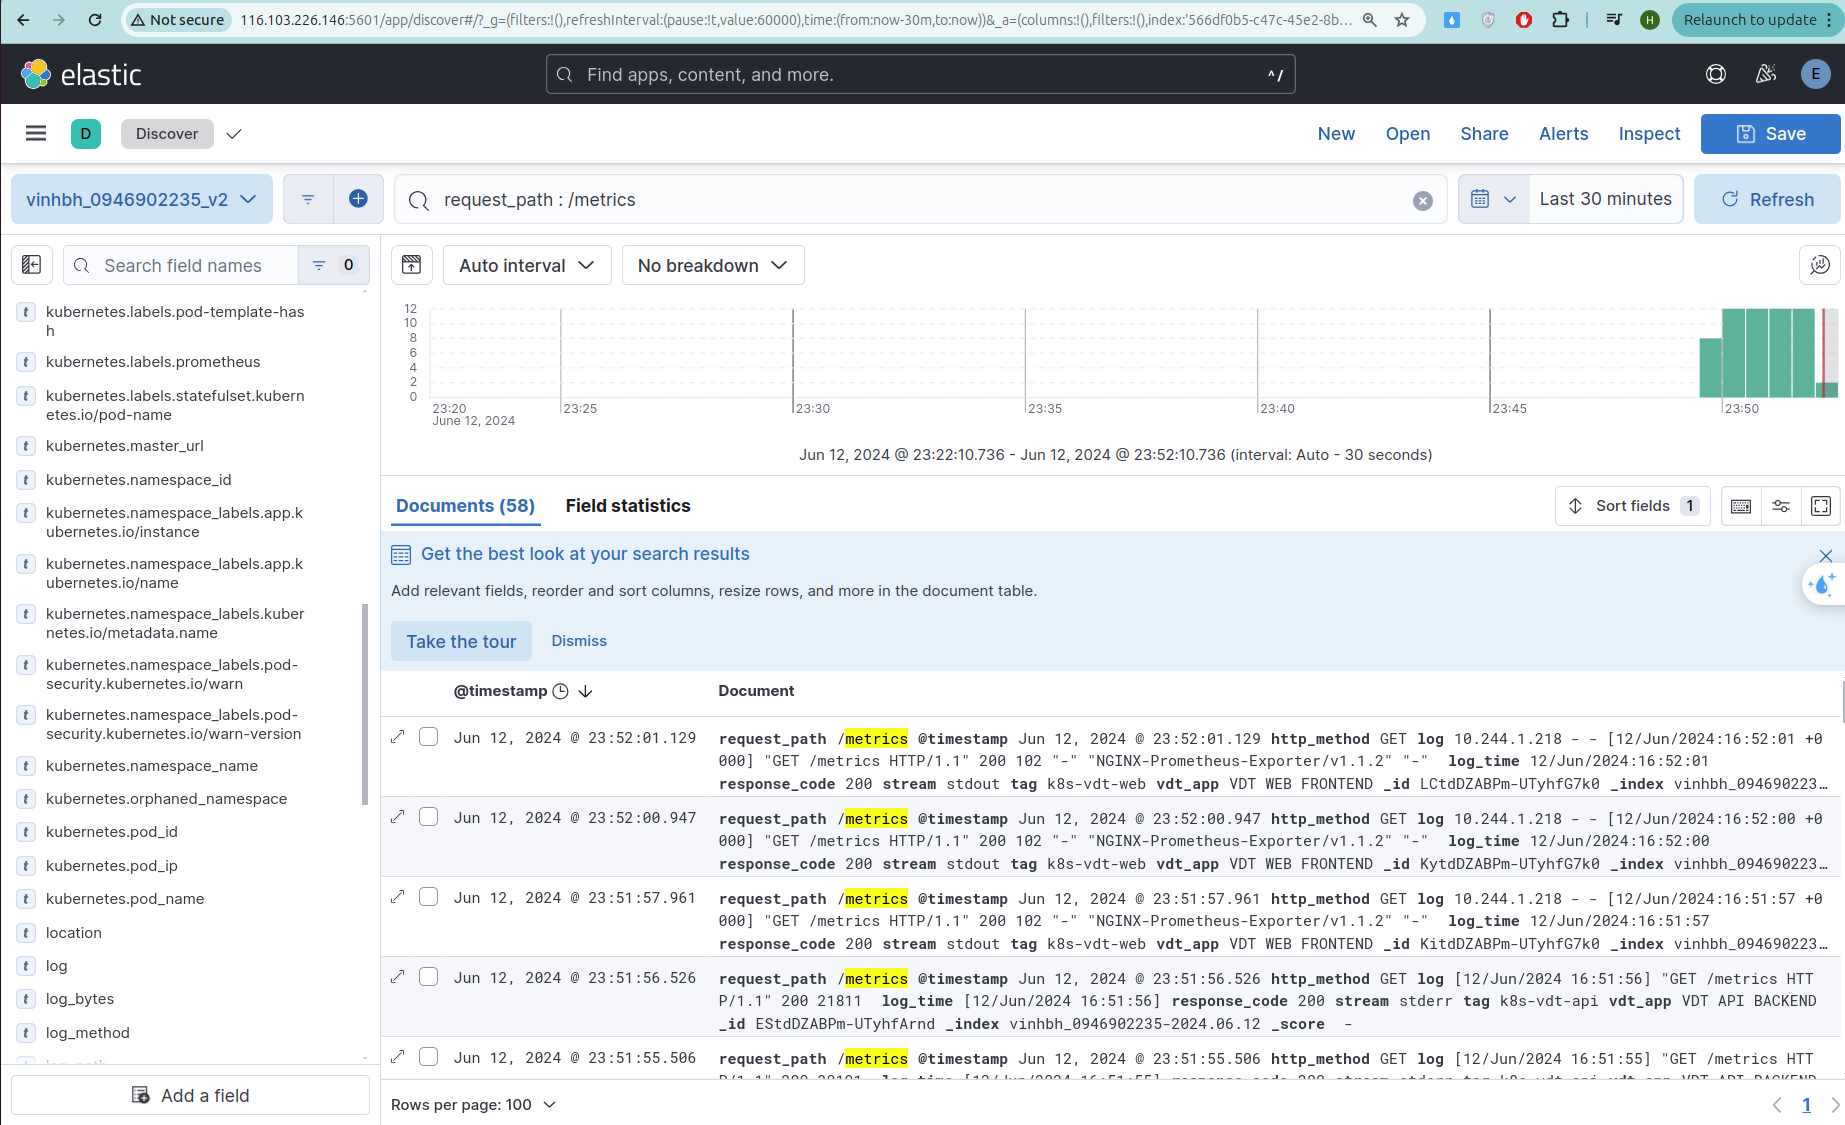 Not secure
116.103.226.146:5601/app/discover#/?_g=(filters:!(),refreshInterval:(pause:!t,value:60000),time:(from:now-30m,to:now))&_a=(columns:!(),filters:!(),index:'566df0b5-c47c-45e2-8b...
H
Relaunch to update
elastic
Find apps, content, and more.
^/
E
D
Discover
New
Open
Share
Alerts
Inspect
Save
vinhbh_0946902235_v2
request_path : /metrics
Last 30 minutes
Refresh
Search field names
0
Auto interval
No breakdown
t kubernetes.labels.pod-template-has
h
t kubernetes.labels.prometheus
t kubernetes.labels.statefulset.kubern
etes.io/pod-name
t kubernetes.master_url
t kubernetes.namespace_id
t kubernetes.namespace_labels.app.k
ubernetes.io/instance
t kubernetes.namespace_labels.app.k
ubernetes.io/name
t kubernetes.namespace_labels.kuber
netes.io/metadata.name
t kubernetes.namespace_labels.pod-
security.kubernetes.io/warn
t kubernetes.namespace_labels.pod-
security.kubernetes.io/warn-version
t kubernetes.namespace_name
t kubernetes.orphaned_namespace
t kubernetes.pod_id
t kubernetes.pod_ip
t kubernetes.pod_name
t location
t log
t log_bytes
t log_method
Add a field
12
10
8
6
4
2
0
23:20
June 12, 2024
23:25
23:30
23:35
23:40
23:45
23:50
Jun 12, 2024 @ 23:22:10.736 - Jun 12, 2024 @ 23:52:10.736 (interval: Auto - 30 seconds)
Documents (58)
Field statistics
Sort fields 1
Get the best look at your search results
Add relevant fields, reorder and sort columns, resize rows, and more in the document table.
Take the tour
Dismiss
@timestamp
Document
Jun 12, 2024 @ 23:52:01.129
request_path /metrics @timestamp Jun 12, 2024 @ 23:52:01.129 http_method GET log 10.244.1.218 - - [12/Jun/2024:16:52:01 +0
000] "GET /metrics HTTP/1.1" 200 102 "-" "NGINX-Prometheus-Exporter/v1.1.2" "-" log_time 12/Jun/2024:16:52:01
response_code 200 stream stdout tag k8s-vdt-web vdt_app VDT WEB FRONTEND _id LCtdDZABPm-UTyhfG7k0 _index vinhbh_094690223...
Jun 12, 2024 @ 23:52:00.947
request_path /metrics @timestamp Jun 12, 2024 @ 23:52:00.947 http_method GET log 10.244.1.218 - - [12/Jun/2024:16:52:00 +0
000] "GET /metrics HTTP/1.1" 200 102 "-" "NGINX-Prometheus-Exporter/v1.1.2" "-" log_time 12/Jun/2024:16:52:00
response_code 200 stream stdout tag k8s-vdt-web vdt_app VDT WEB FRONTEND _id KytdDZABPm-UTyhfG7k0 _index vinhbh_094690223...
Jun 12, 2024 @ 23:51:57.961
request_path /metrics @timestamp Jun 12, 2024 @ 23:51:57.961 http_method GET log 10.244.1.218 - - [12/Jun/2024:16:51:57 +0
000] "GET /metrics HTTP/1.1" 200 102 "-" "NGINX-Prometheus-Exporter/v1.1.2" "-" log_time 12/Jun/2024:16:51:57
response_code 200 stream stdout tag k8s-vdt-web vdt_app VDT WEB FRONTEND _id KitdDZABPm-UTyhfG7k0 _index vinhbh_094690223...
Jun 12, 2024 @ 23:51:56.526
request_path /metrics @timestamp Jun 12, 2024 @ 23:51:56.526 http_method GET log [12/Jun/2024 16:51:56] "GET /metrics HTT
P/1.1" 200 21811 log_time [12/Jun/2024 16:51:56] response_code 200 stream stderr tag k8s-vdt-api vdt_app VDT API BACKEND
_id EStdDZABPm-UTyhfArnd _index vinhbh_0946902235-2024.06.12 _score -
Jun 12, 2024 @ 23:51:55.506
request_path /metrics @timestamp Jun 12, 2024 @ 23:51:55.506 http_method GET log [12/Jun/2024 16:51:55] "GET /metrics HTT
Rows per page: 100
1